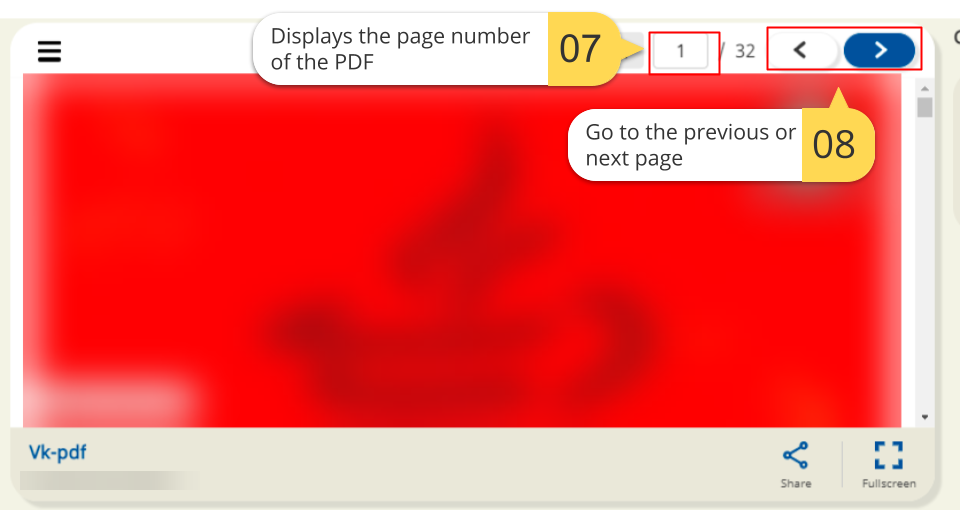 Displays the page number
of the PDF
07
1 / 32
Go to the previous or
next page
08
Vk-pdf
Share
Fullscreen